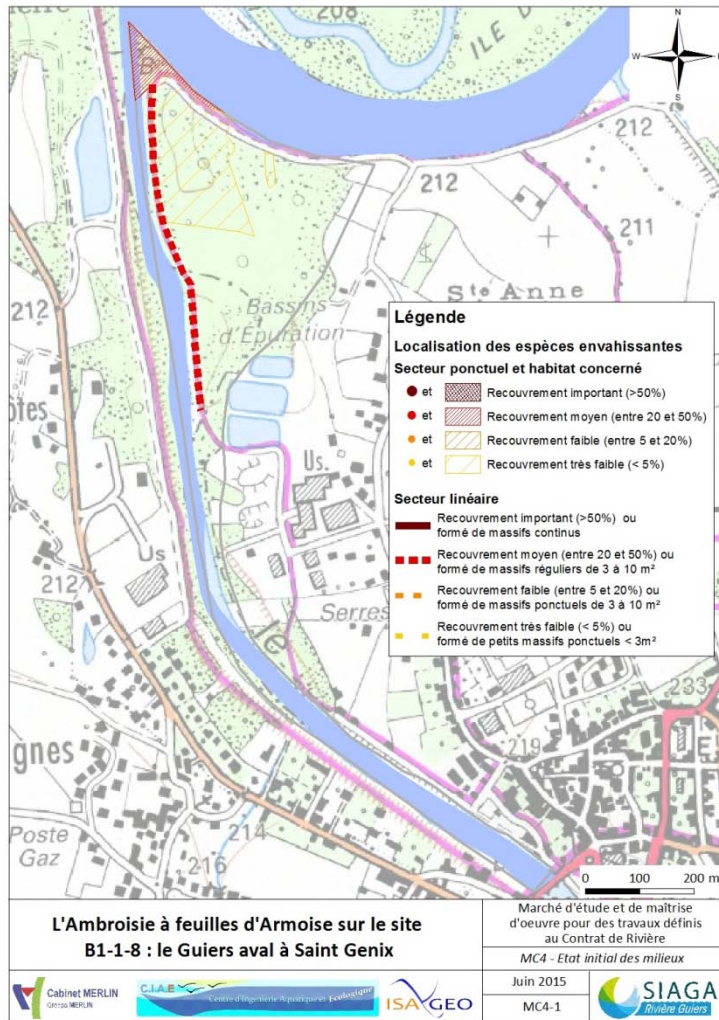 208
ILE D
N
W
S
212
212
211
212
Ste ANNE
Bassins
d'Epuration
Légende
Localisation des espèces envahissantes
Secteur ponctuel et habitat concerné
et Recouvrement important (>50%)
et Recouvrement moyen (entre 20 et 50%)
et Recouvrement faible (entre 5 et 20%)
et Recouvrement très faible (< 5%)
Secteur linéaire
Recouvrement important (>50%) ou
formé de massifs continus
Recouvrement moyen (entre 20 et 50%) ou
formé de massifs réguliers de 3 à 10 m²
Recouvrement faible (entre 5 et 20%) ou
formé de massifs ponctuels de 3 à 10 m²
Recouvrement très faible (< 5%) ou
formé de petits massifs ponctuels < 3m²
ôtes
Us.
Us
212
Serres
le
233
219
gnes
Poste
Gaz
214
216
0 100 200 m
L'Ambroisie à feuilles d'Armoise sur le site
B1-1-8 : le Guiers aval à Saint Genix
Marché d'étude et de maîtrise
d'oeuvre pour des travaux définis
au Contrat de Rivière
MC4 - Etat initial des milieux
Juin 2015
MC4-1
Cabinet MERLIN
Groupe MERLIN
C.I.A.E
Centre d'Ingénierie Aquatique et Ecologique
ISA GEO
SIAGA
Rivière Guiers